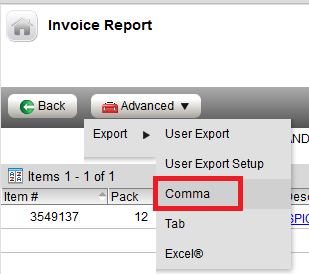 Invoice Report
Back
Advanced
Export
User Export
User Export Setup
Comma
Tab
Excel®
Items 1 - 1 of 1
Item #
Pack
3549137
12